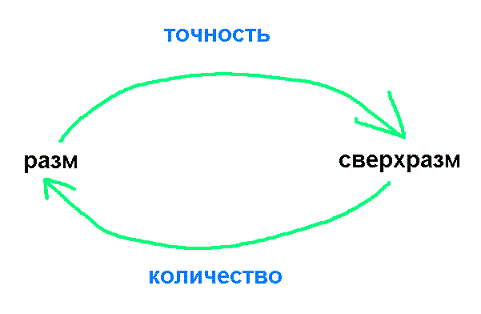 точность
разм
сверхразм
количество